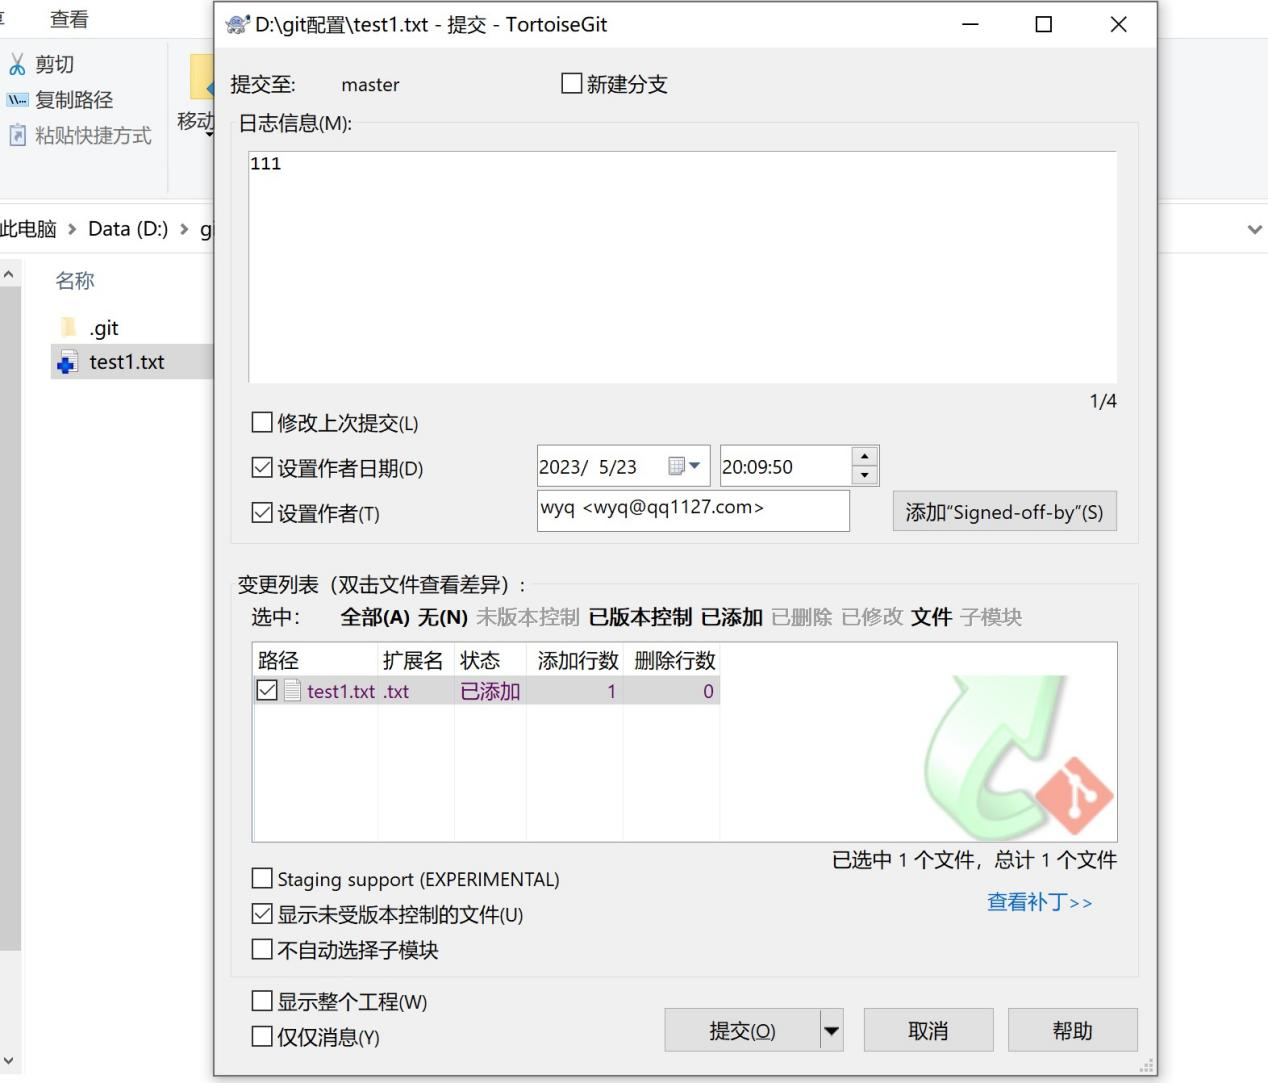 查看
剪切
复制路径
粘贴快捷方式
移动
此电脑 > Data (D:) >
名称
.git
test1.txt
D:\git配置\test1.txt - 提交 - TortoiseGit
提交至: master 新建分支
日志信息(M):
111
1/4
修改上次提交(L)
设置作者日期(D) 2023/ 5/23 20:09:50
设置作者(T) wyq <wyq@qq1127.com> 添加“Signed-off-by”(S)
变更列表（双击文件查看差异）:
选中: 全部(A) 无(N) 未版本控制 已版本控制 已添加 已删除 已修改 文件 子模块
路径 扩展名 状态 添加行数 删除行数
test1.txt .txt 已添加 1 0
已选中 1 个文件，总计 1 个文件
Staging support (EXPERIMENTAL)
查看补丁>>
显示未受版本控制的文件(U)
不自动选择子模块
显示整个工程(W)
仅仅消息(Y)
提交(O) 取消 帮助